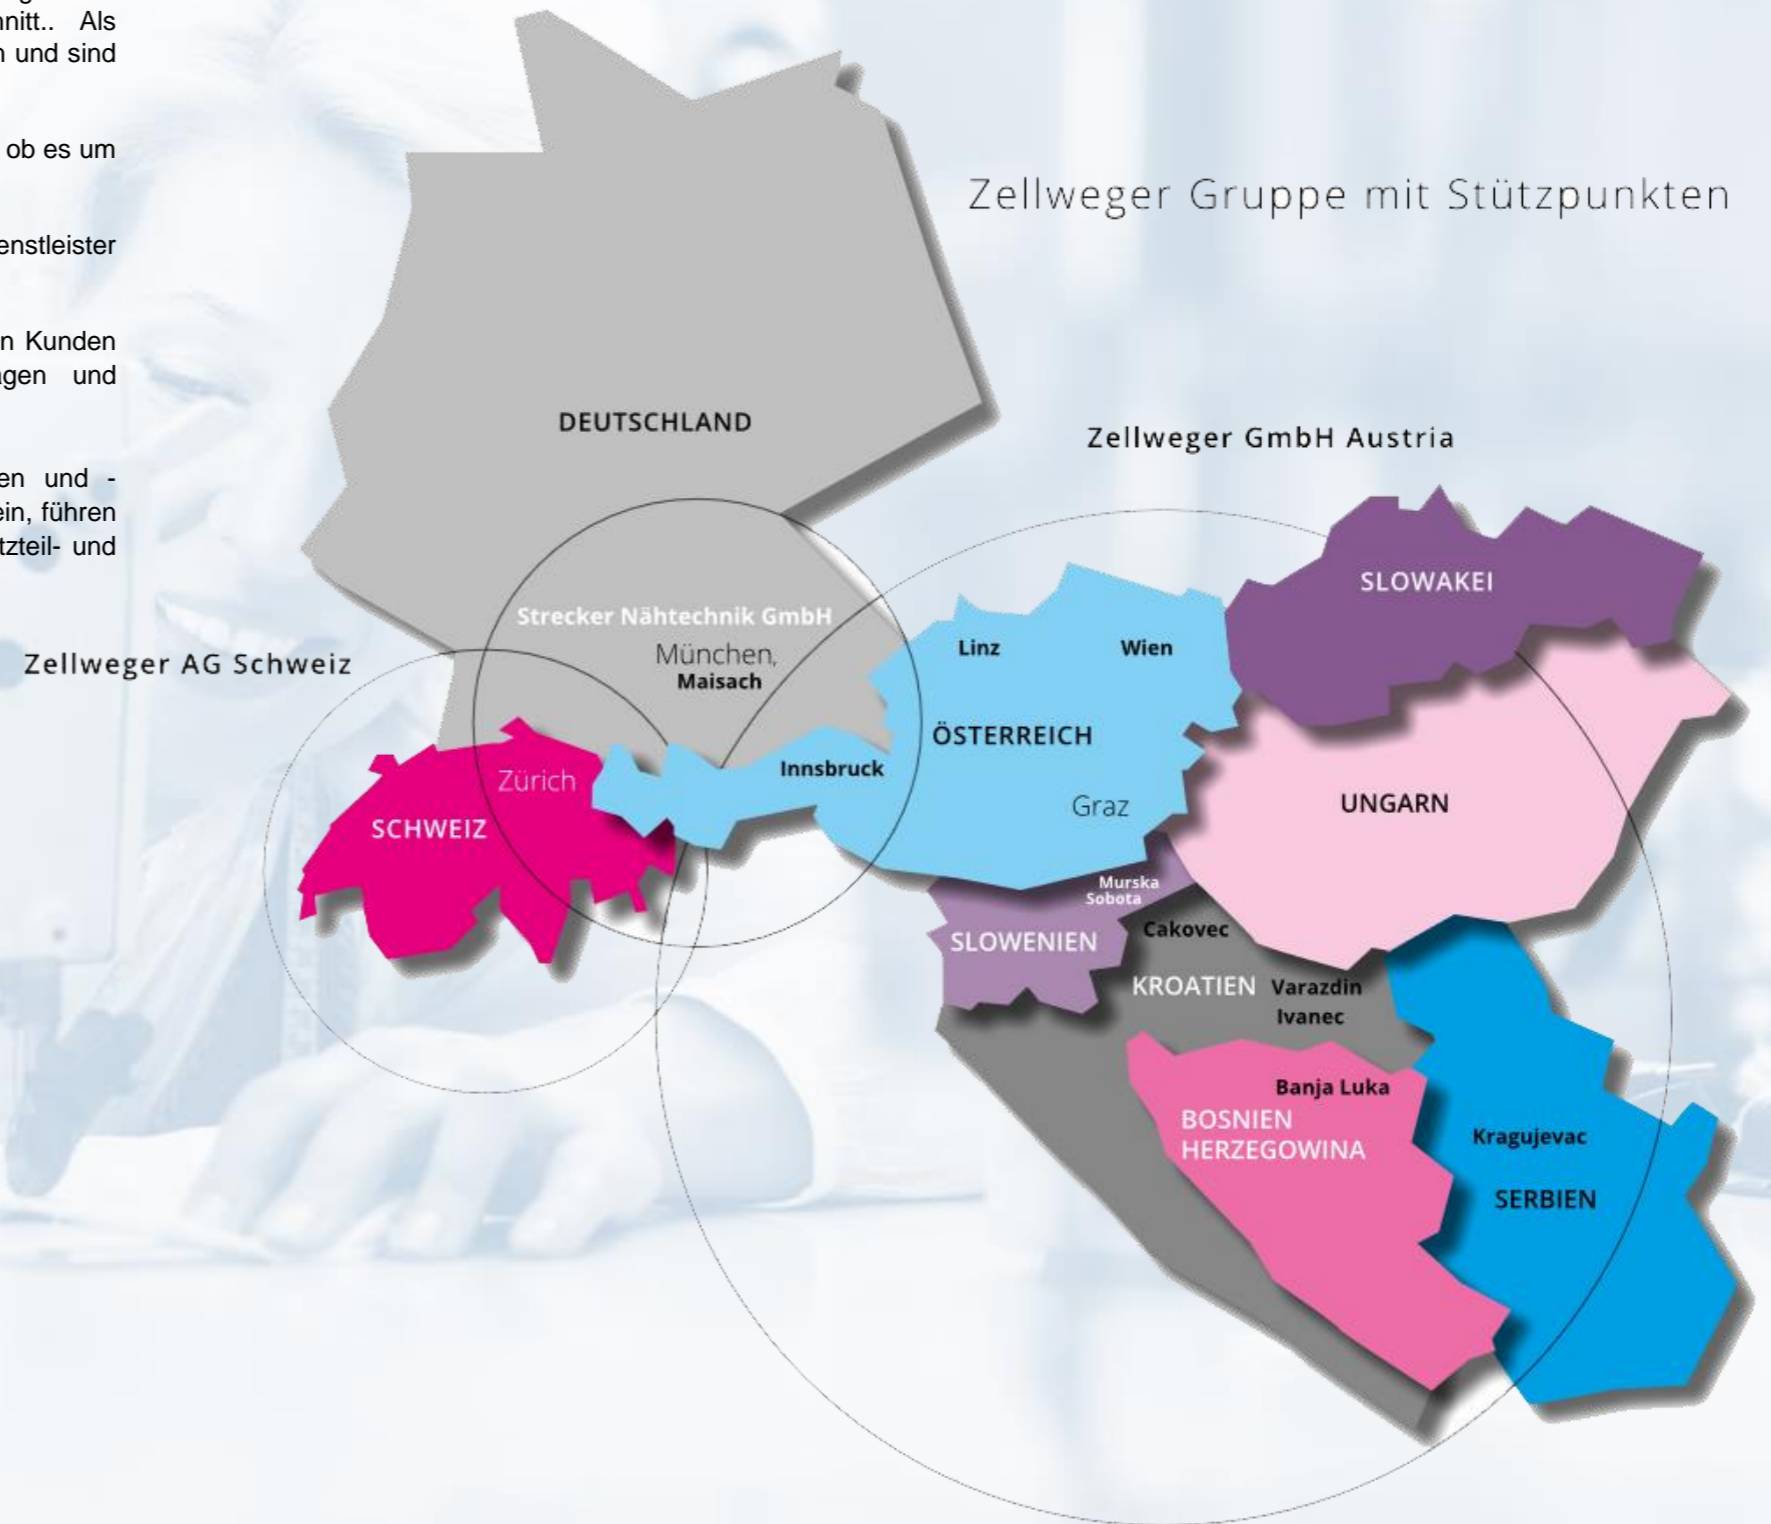 hnitt.. Als
und sind
ob es um
enstleister
Kunden
und
en und -
ein, führen
tzteil- und
Zellweger Gruppe mit Stützpunkten
DEUTSCHLAND
Zellweger GmbH Austria
SLOWAKEI
Strecker Nähtechnik GmbH
München,
Maisach
Zellweger AG Schweiz
Linz
Wien
ÖSTERREICH
Innsbruck
Zürich
SCHWEIZ
Graz
UNGARN
Murska
Sobota
SLOWENIEN
Cakovec
KROATIEN
Varazdin
Ivanec
Banja Luka
BOSNIEN
HERZEGOWINA
Kragujevac
SERBIEN